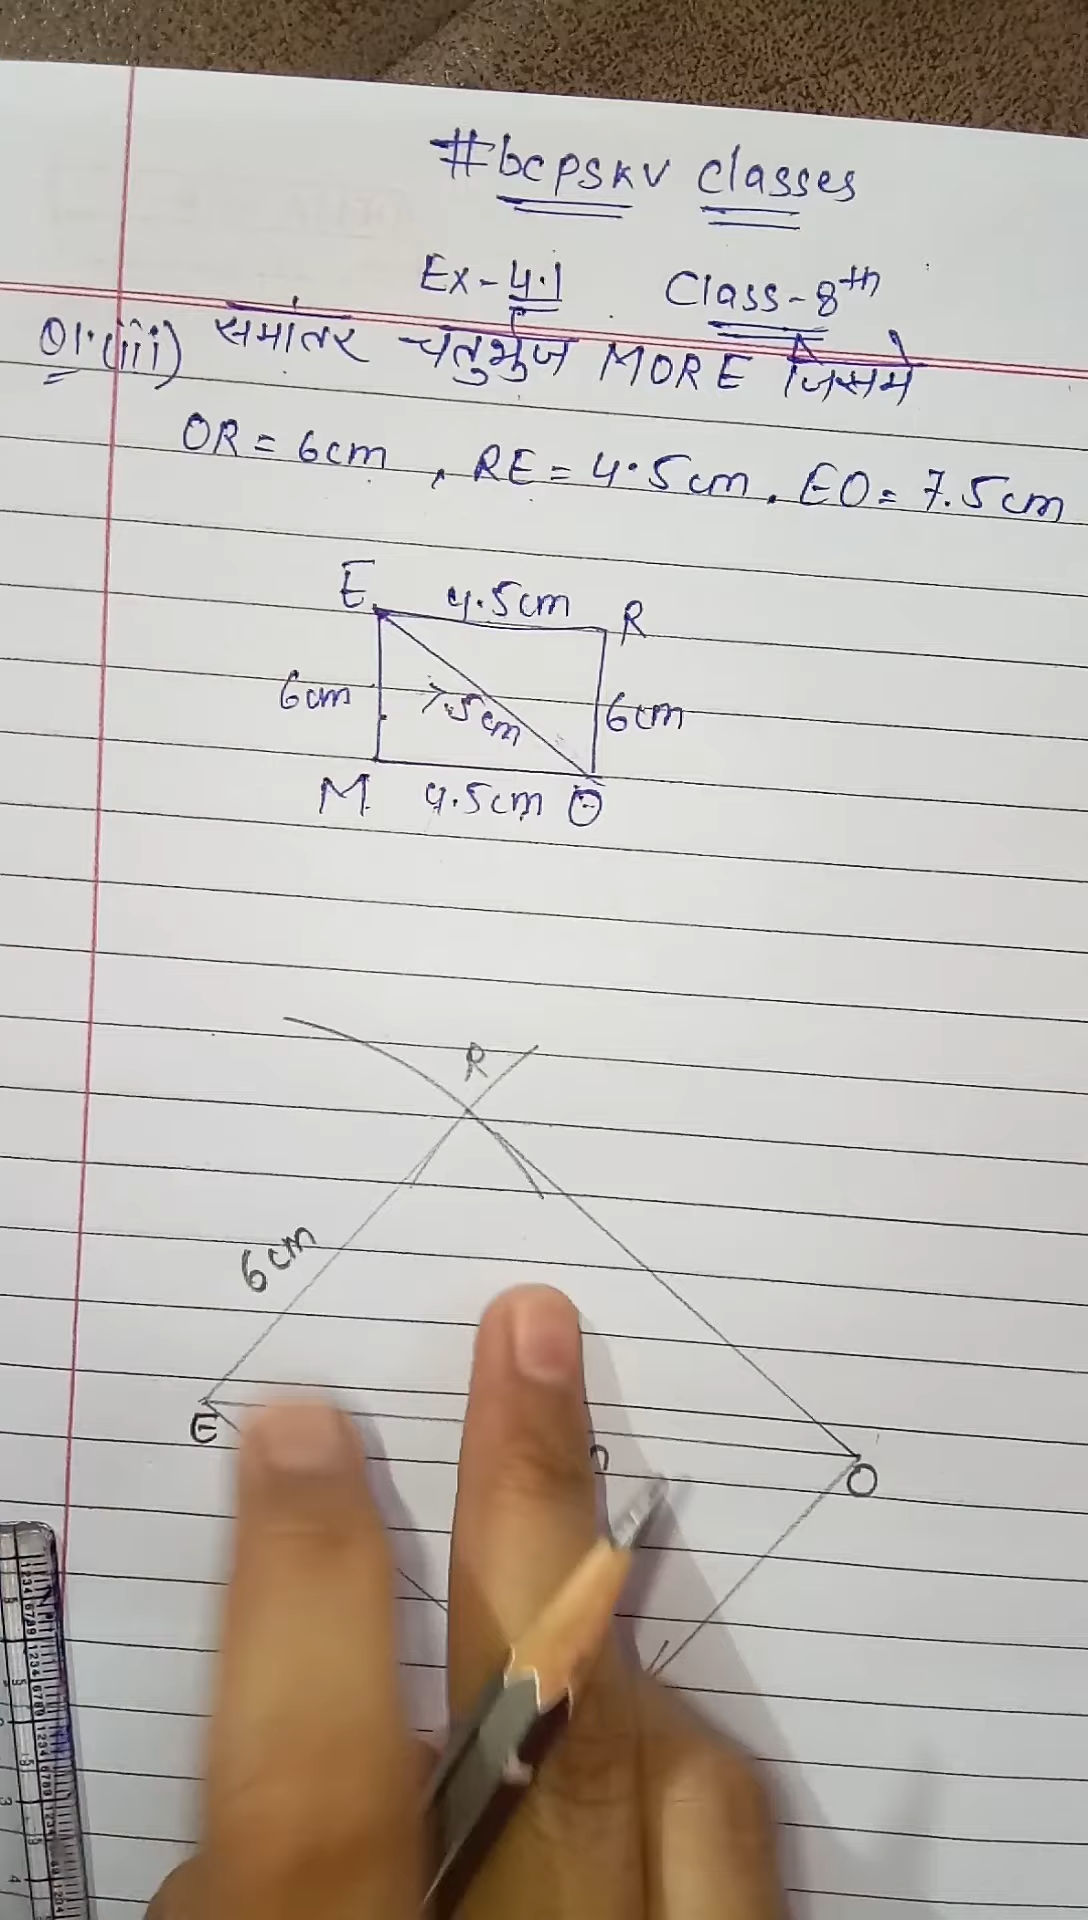 #bcpskv classes
Ex-4.1 Class-8th
Q1.(iii) समांतर चतुर्भुज MORE जिसमें
OR = 6cm, RE = 4.5cm, EO = 7.5cm
E 4.5cm R
6cm 7.5cm 6cm
M 4.5cm O
R
6cm
E
O